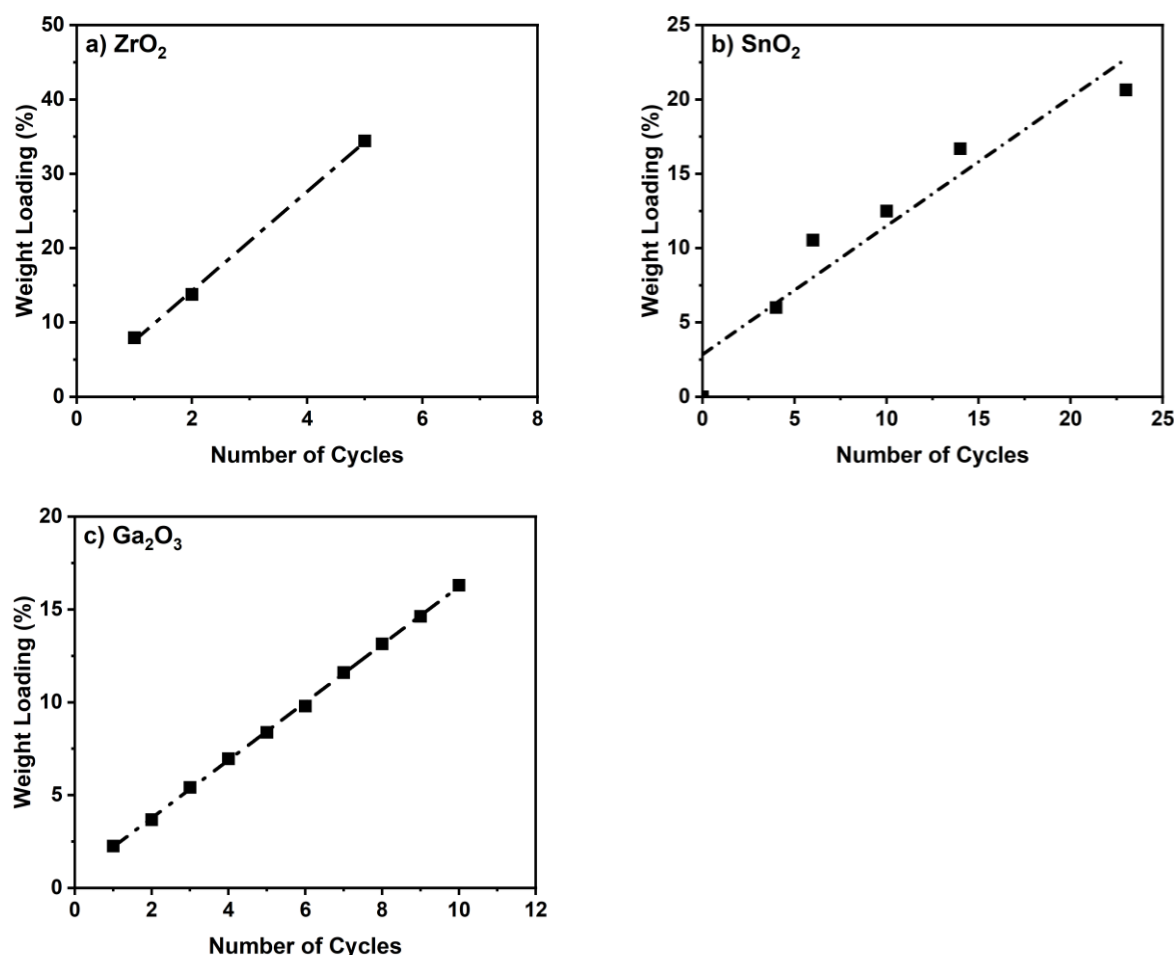 a) ZrO₂
50
40
30
20
10
0
Weight Loading (%)
0 2 4 6 8
Number of Cycles
b) SnO₂
25
20
15
10
5
0
Weight Loading (%)
0 5 10 15 20 25
Number of Cycles
c) Ga₂O₃
20
15
10
5
0
Weight Loading (%)
0 2 4 6 8 10 12
Number of Cycles